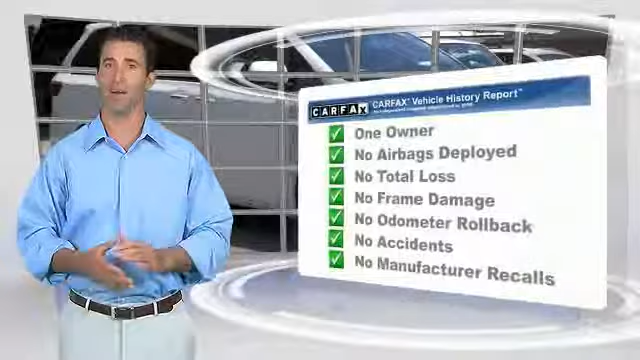 CARFAX CARFAX Vehicle History Report™
One Owner
No Airbags Deployed
No Total Loss
No Frame Damage
No Odometer Rollback
No Accidents
No Manufacturer Recalls